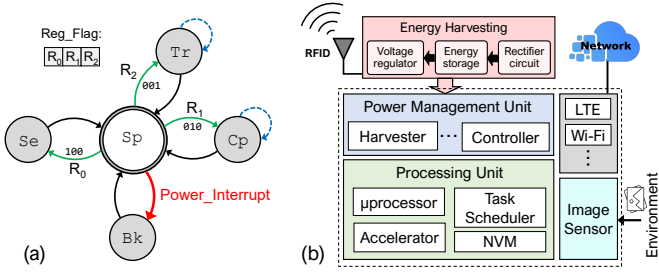 Reg_Flag:
R0 R1 R2
Tr
R2
001
R1
010
Se
Sp
Cp
100
R0
Power_Interrupt
Bk
(a)
Energy Harvesting
RFID
Voltage
regulator
Energy
storage
Rectifier
circuit
Network
Power Management Unit
Harvester ... Controller
LTE
Wi-Fi
⋮
Processing Unit
µprocessor
Task
Scheduler
Accelerator
NVM
Image
Sensor
Environment
(b)